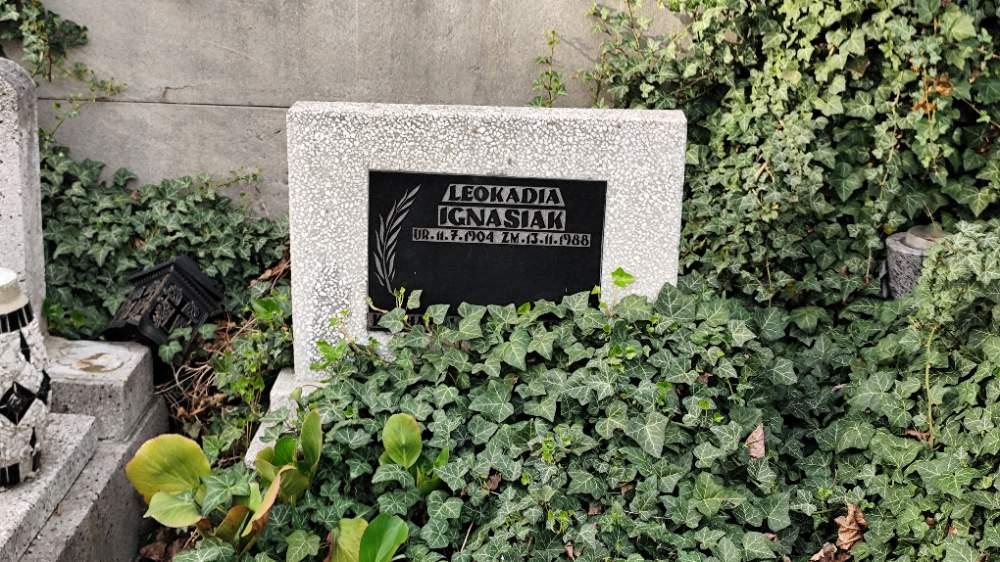 LEOKADIA
IGNASIAK
UR.11.7.1904 ZM.13.11.1988